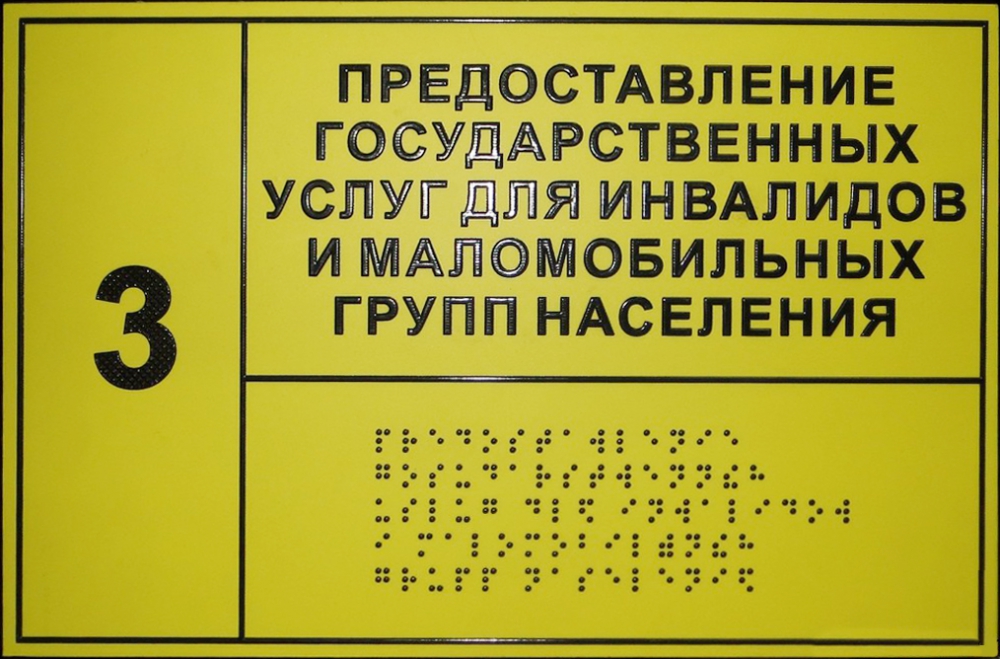 3
ПРЕДОСТАВЛЕНИЕ
ГОСУДАРСТВЕННЫХ
УСЛУГ ДЛЯ ИНВАЛИДОВ
И МАЛОМОБИЛЬНЫХ
ГРУПП НАСЕЛЕНИЯ